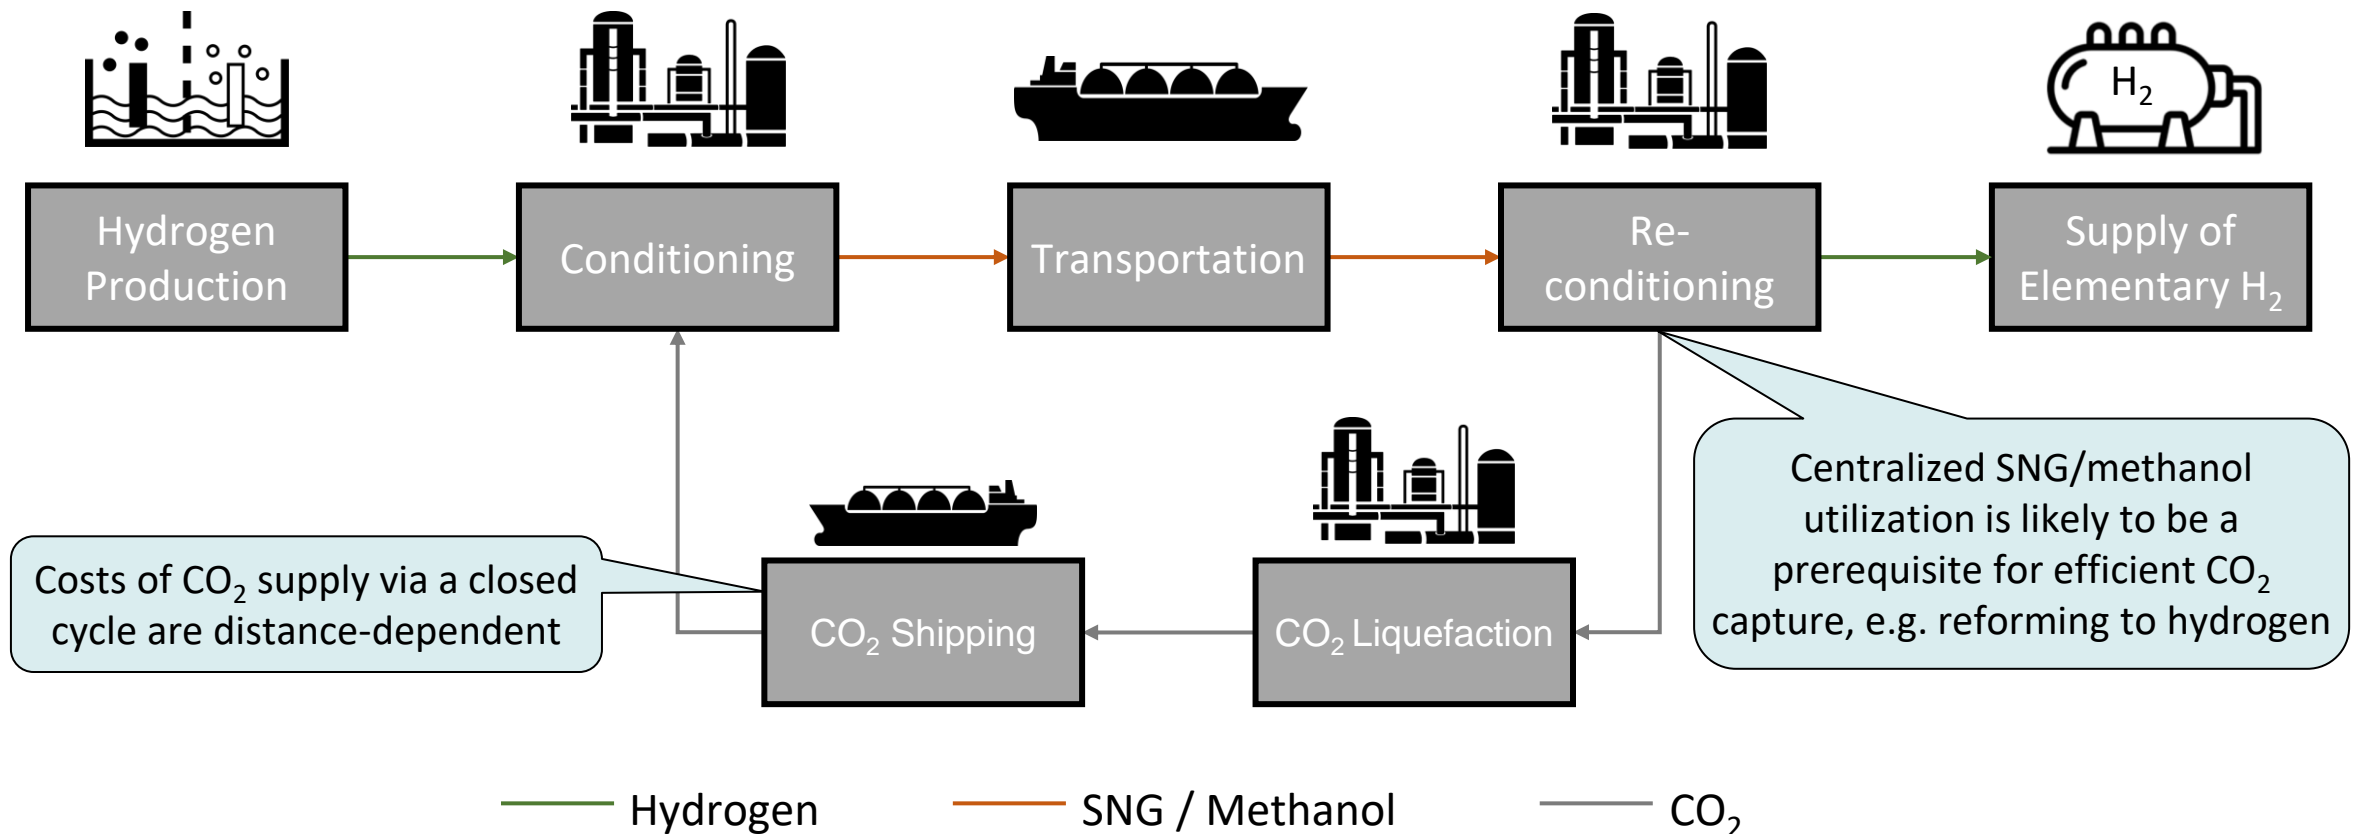 H₂
Hydrogen
Production
Conditioning
Transportation
Re-
conditioning
Supply of
Elementary H₂
Costs of CO₂ supply via a closed
cycle are distance-dependent
CO₂ Shipping
CO₂ Liquefaction
Centralized SNG/methanol
utilization is likely to be a
prerequisite for efficient CO₂
capture, e.g. reforming to hydrogen
Hydrogen
SNG / Methanol
CO₂